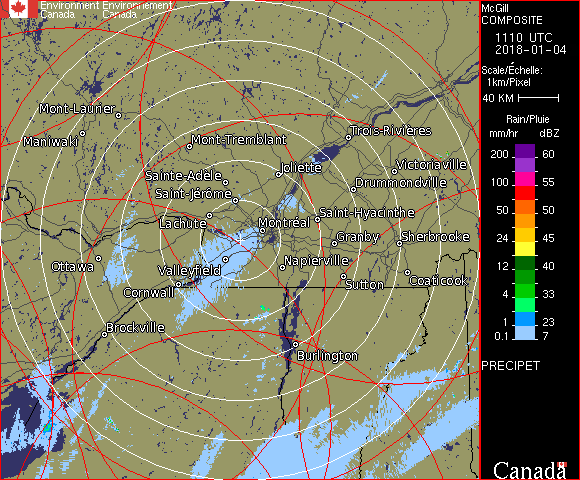 Environment Environnement
Canada Canada
McGill
COMPOSITE
1110 UTC
2018-01-04
Scale/Échelle:
1km/Pixel
40 KM
Rain/Pluie
mm/hr dBZ
200 60
100 55
50 50
24 45
12 40
4 33
1 23
0.1 7
PRECIPET
Canada
Mont-Laurier
Maniwaki
Mont-Tremblant
Trois-Rivières
Joliette
Victoriaville
Sainte-Adèle
Drummondville
Saint-Jérôme
Saint-Hyacinthe
Lachute
Montréal
Granby
Sherbrooke
Ottawa
Valleyfield
Napierville
Cornwall
Sutton
Coaticook
Brockville
Burlington